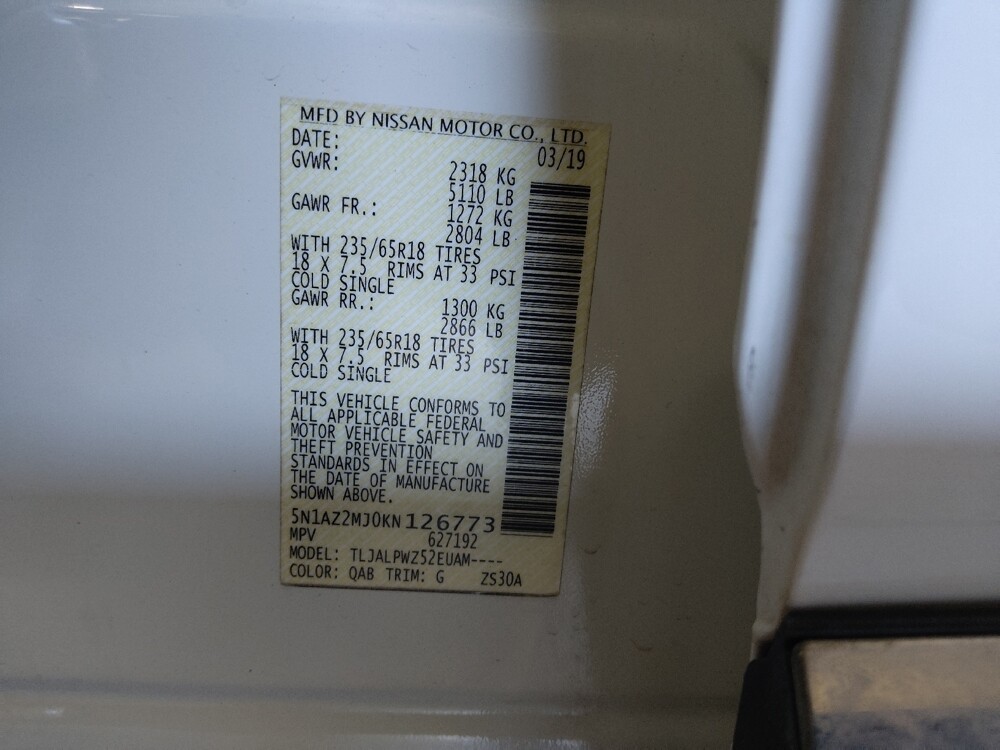 MFD BY NISSAN MOTOR CO., LTD.
DATE: 03/19
GVWR: 2318 KG
5110 LB
GAWR FR.: 1272 KG
2804 LB
WITH 235/65R18 TIRES
18 X 7.5 RIMS AT 33 PSI
COLD SINGLE
GAWR RR.: 1300 KG
2866 LB
WITH 235/65R18 TIRES
18 X 7.5 RIMS AT 33 PSI
COLD SINGLE
THIS VEHICLE CONFORMS TO
ALL APPLICABLE FEDERAL
MOTOR VEHICLE SAFETY AND
THEFT PREVENTION
STANDARDS IN EFFECT ON
THE DATE OF MANUFACTURE
SHOWN ABOVE.
5N1AZ2MJ0KN126773
MPV 627192
MODEL: TLJALPWZ52EUAM----
COLOR: QAB TRIM: G ZS30A